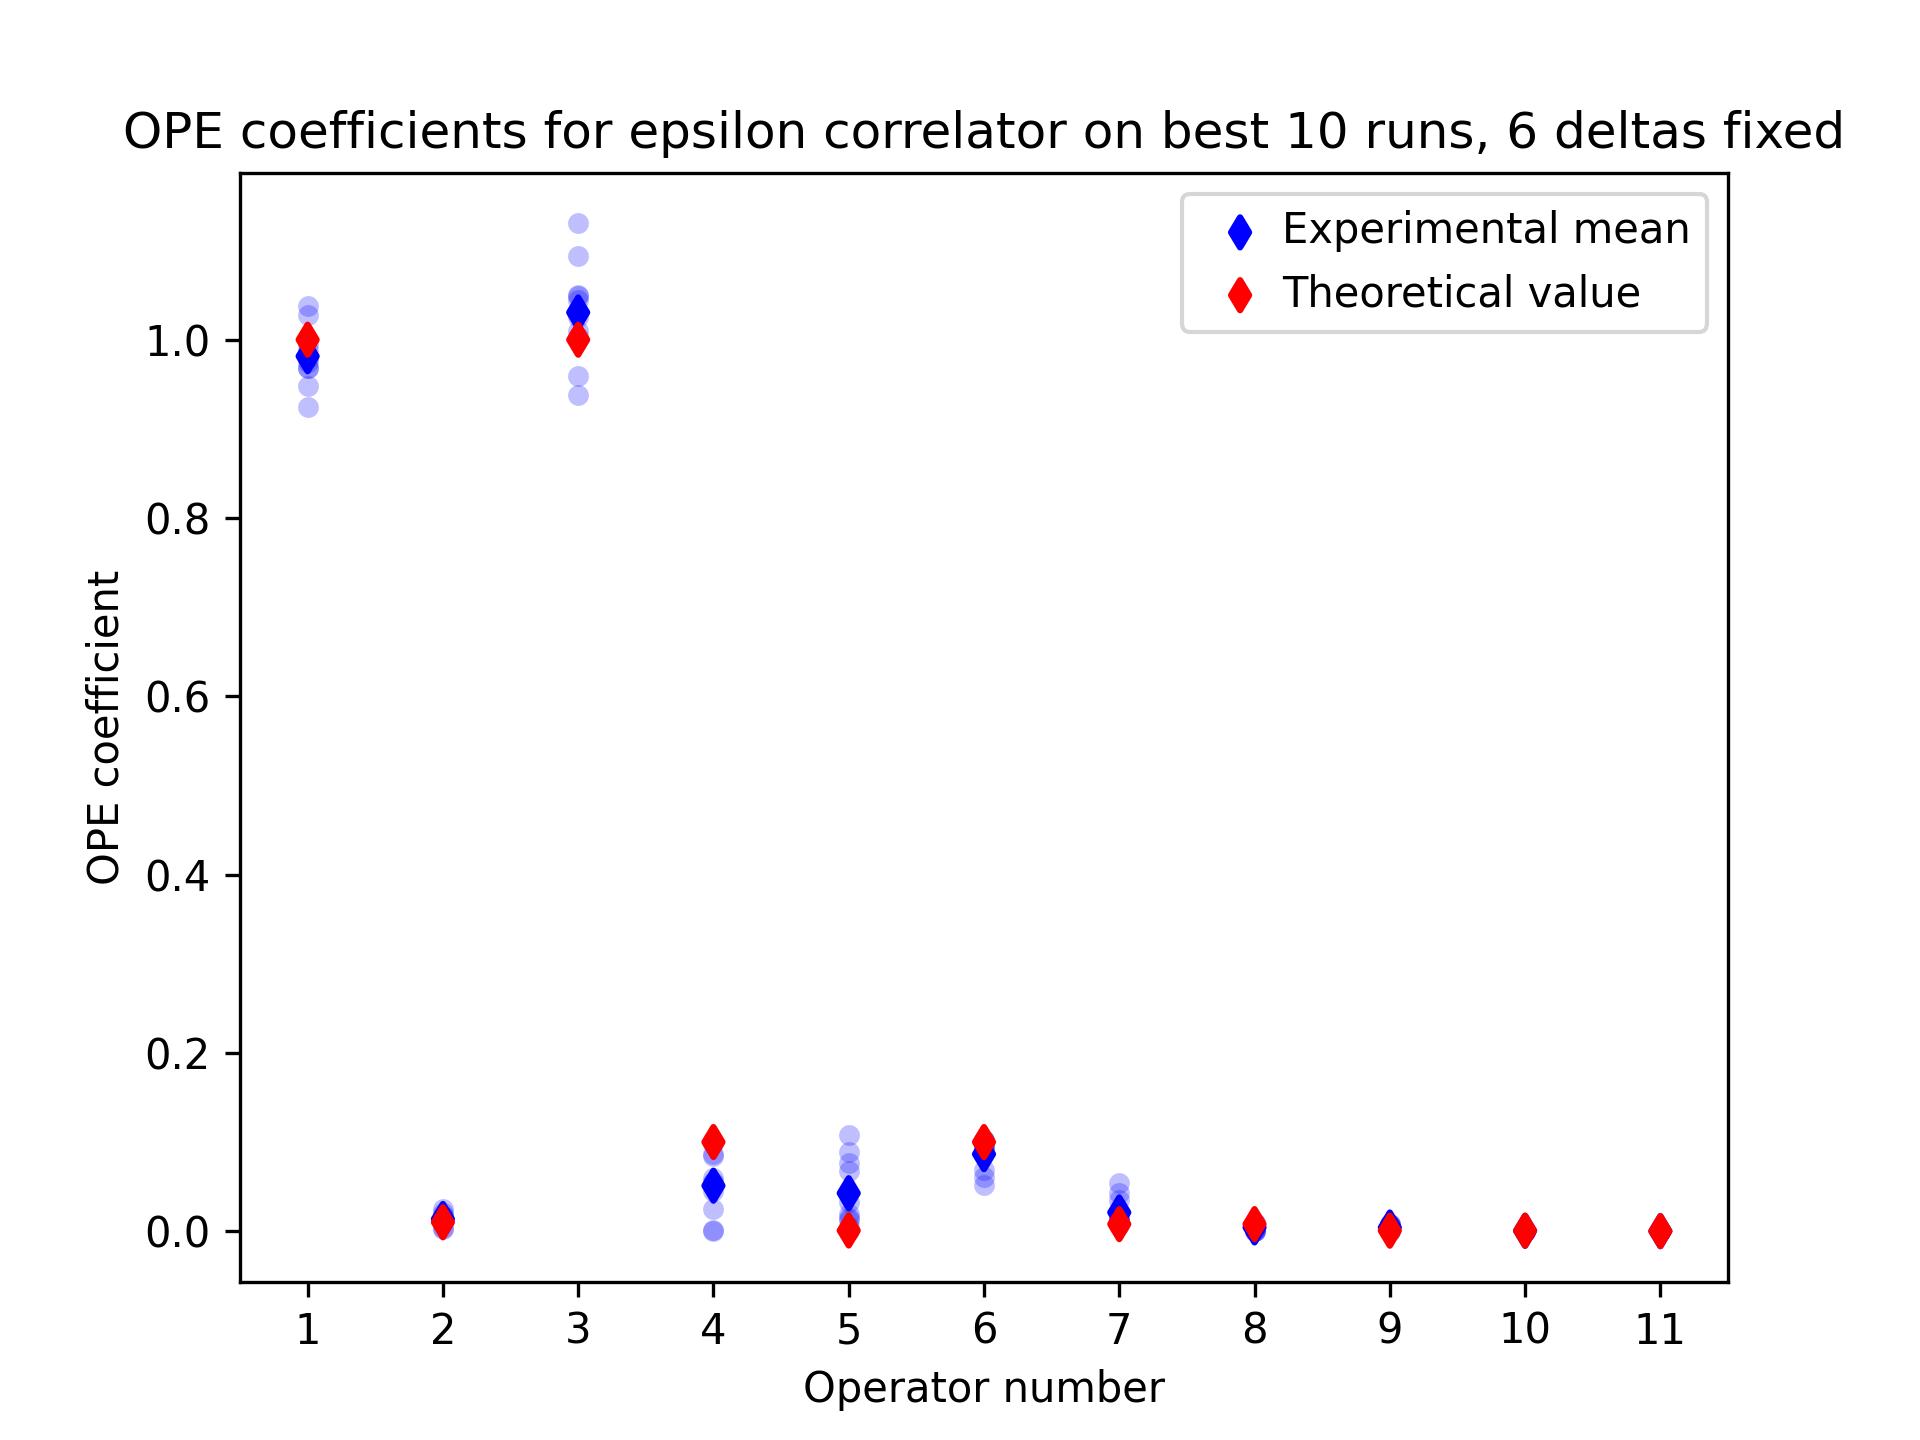 OPE coefficients for epsilon correlator on best 10 runs, 6 deltas fixed
Experimental mean
Theoretical value
OPE coefficient
1.0
0.8
0.6
0.4
0.2
0.0
1 2 3 4 5 6 7 8 9 10 11
Operator number